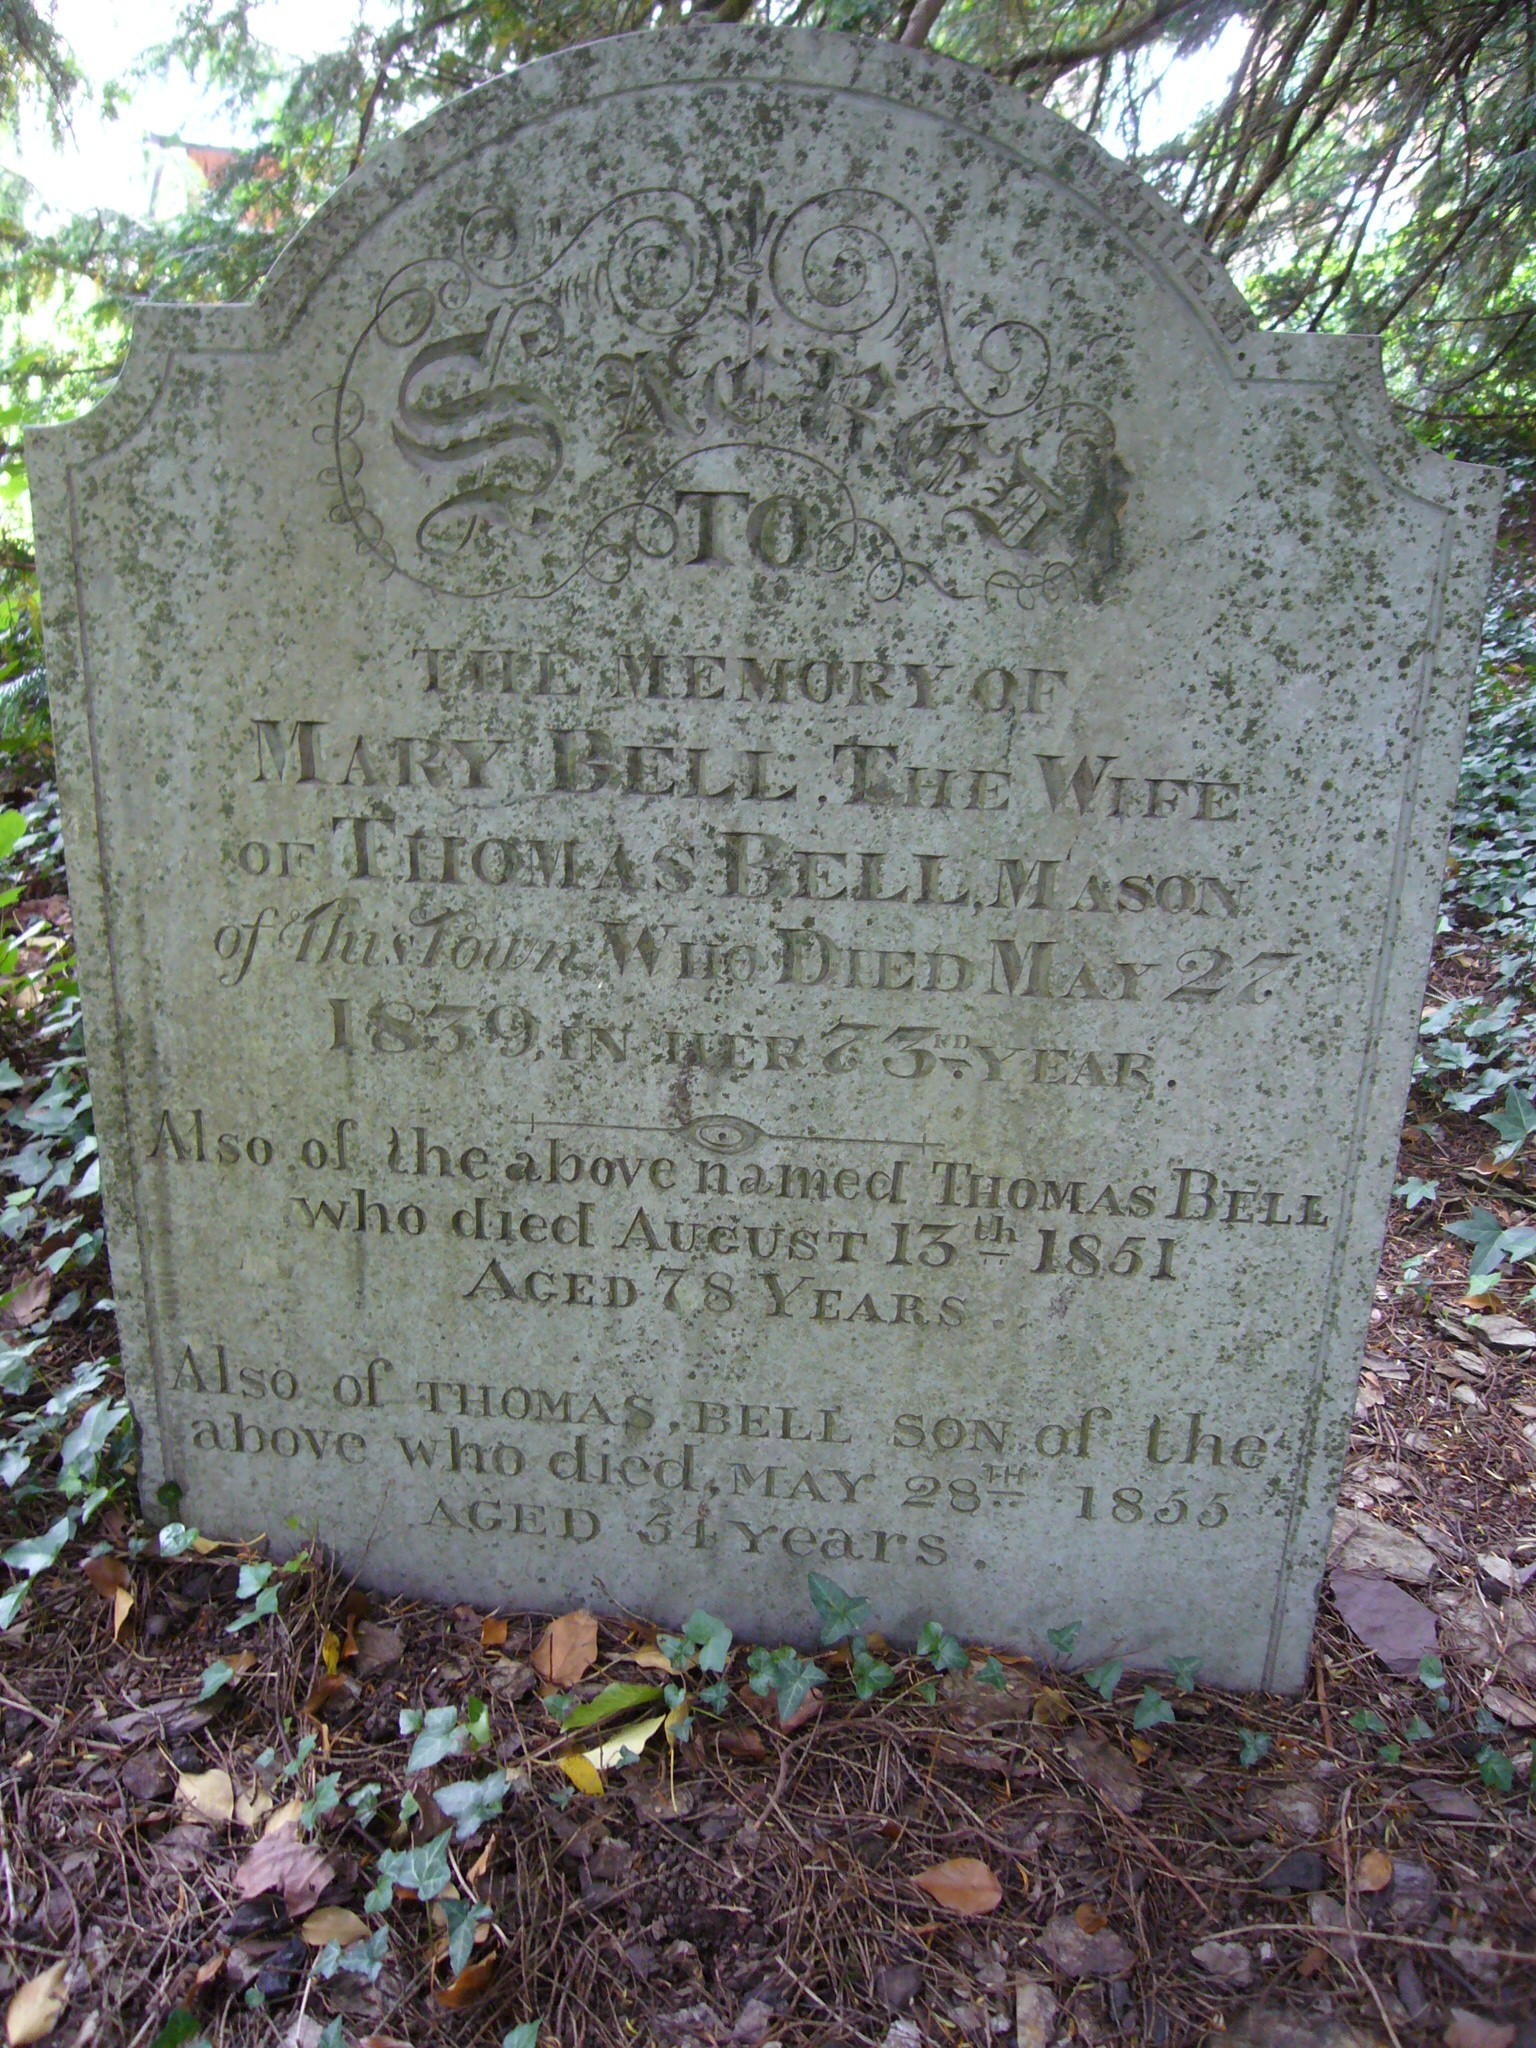 SACRED
TO
THE MEMORY OF
MARY BELL, THE WIFE
OF THOMAS BELL, MASON
of This Town WHO DIED MAY 27
1839, IN HER 73RD YEAR.
Also of the above named THOMAS BELL
who died AUGUST 13th 1851
AGED 78 YEARS.
Also of THOMAS, BELL SON of the
above who died, MAY 28TH 1855
AGED 54 Years.